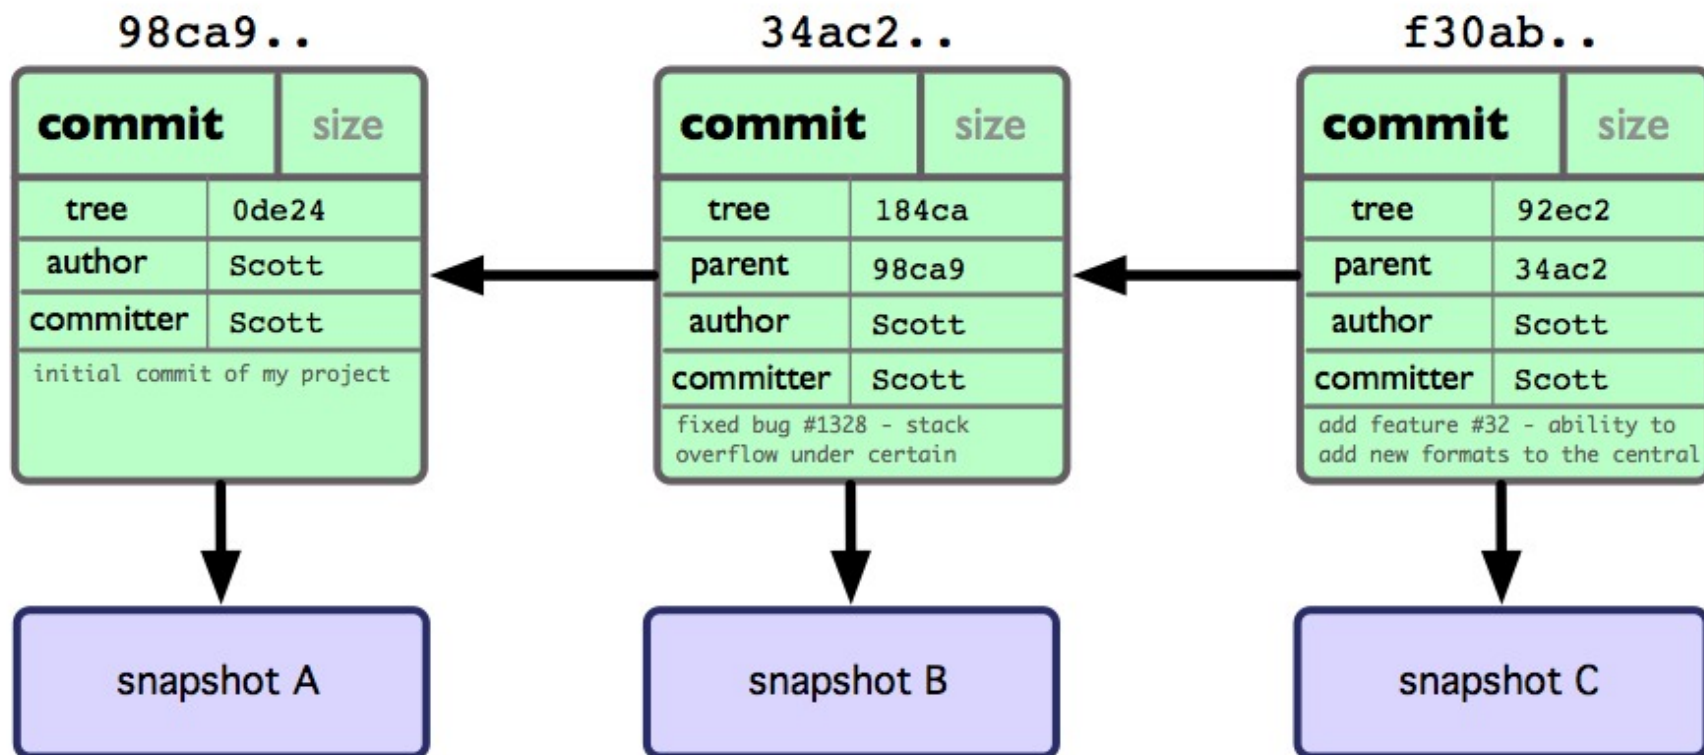 98ca9..
commit size
tree 0de24
author Scott
committer Scott
initial commit of my project
snapshot A
34ac2..
commit size
tree 184ca
parent 98ca9
author Scott
committer Scott
fixed bug #1328 - stack
overflow under certain
snapshot B
f30ab..
commit size
tree 92ec2
parent 34ac2
author Scott
committer Scott
add feature #32 - ability to
add new formats to the central
snapshot C